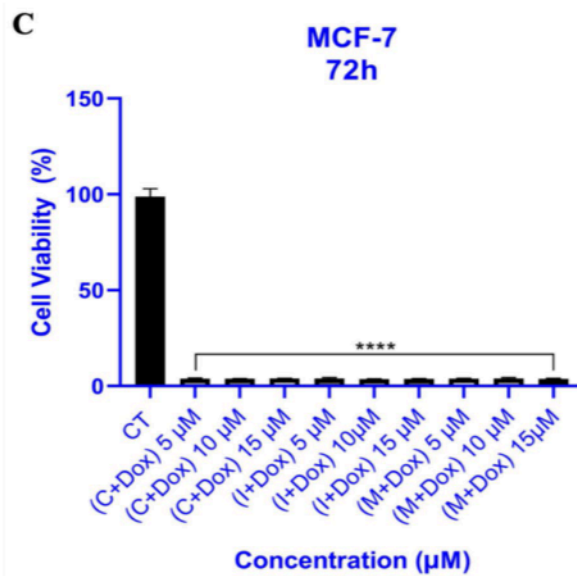 C
MCF-7
72h
Cell Viability (%)
150
100
50
0
****
CT
(C+Dox) 5 µM
(C+Dox) 10 µM
(C+Dox) 15 µM
(I+Dox) 5 µM
(I+Dox) 10µM
(I+Dox) 15 µM
(M+Dox) 5 µM
(M+Dox) 10 µM
(M+Dox) 15µM
Concentration (µM)